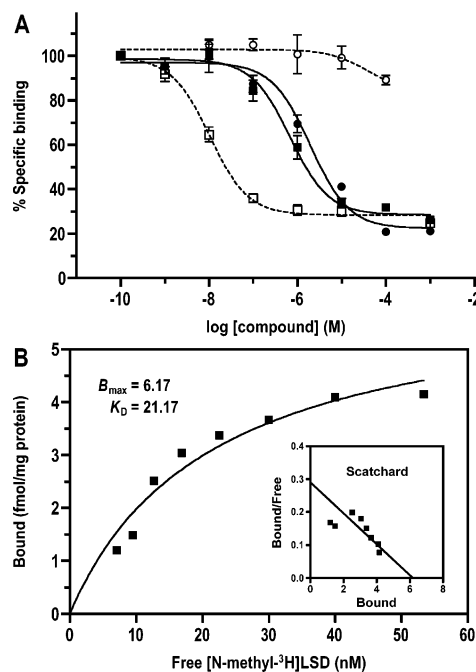 A
% Specific binding
120
100
80
60
40
20
-10
-8
-6
-4
-2
log [compound] (M)
B
Bound (fmol/mg protein)
5
4
3
2
1
0
Bmax = 6.17
KD = 21.17
Scatchard
Bound/Free
0.4
0.3
0.2
0.1
0.0
0 2 4 6 8
Bound
0 10 20 30 40 50 60
Free [N-methyl-³H]LSD (nM)